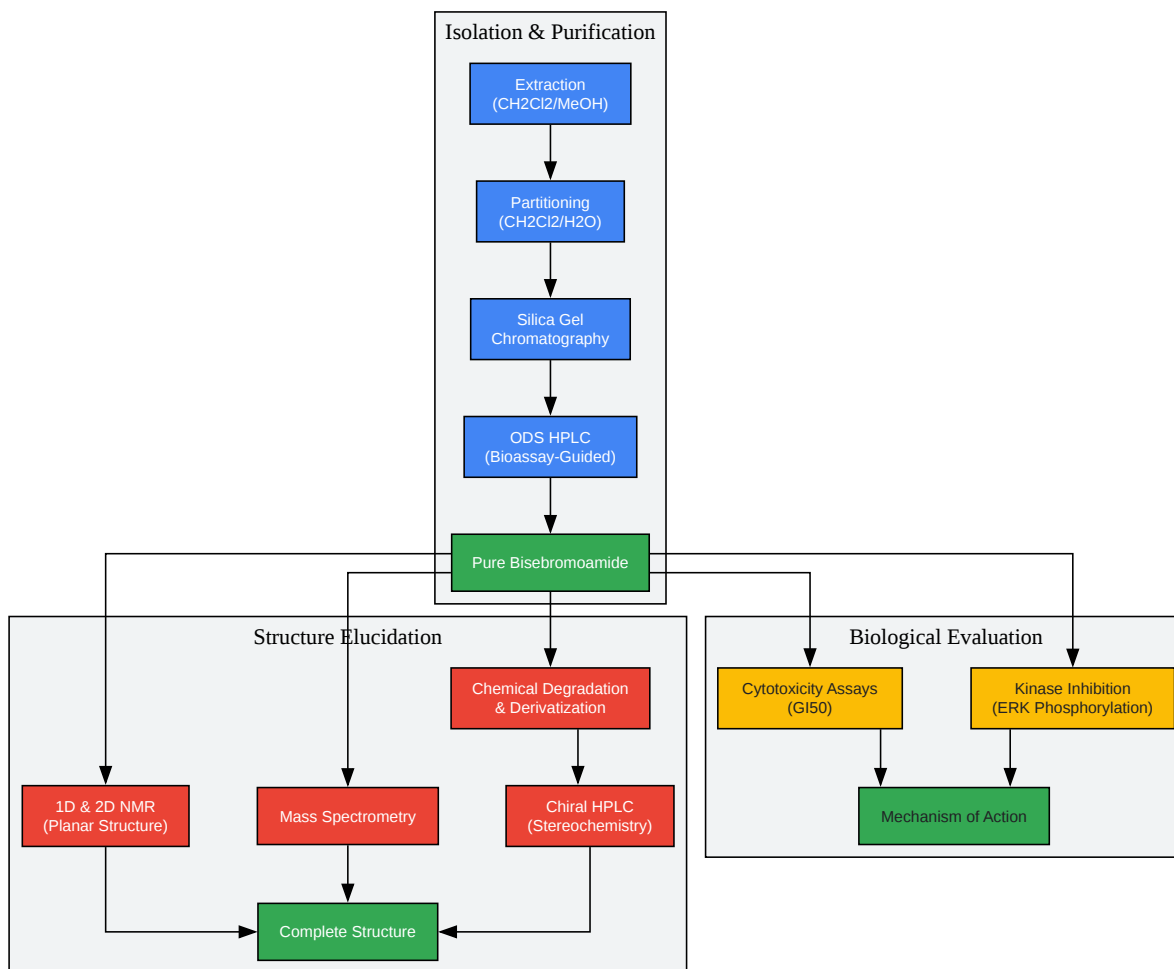 Isolation & Purification
Extraction
(CH2Cl2/MeOH)
Partitioning
(CH2Cl2/H2O)
Silica Gel
Chromatography
ODS HPLC
(Bioassay-Guided)
Pure Bisebromoamide
Structure Elucidation
Chemical Degradation
& Derivatization
1D & 2D NMR
(Planar Structure)
Mass Spectrometry
Chiral HPLC
(Stereochemistry)
Complete Structure
Biological Evaluation
Cytotoxicity Assays
(GI50)
Kinase Inhibition
(ERK Phosphorylation)
Mechanism of Action